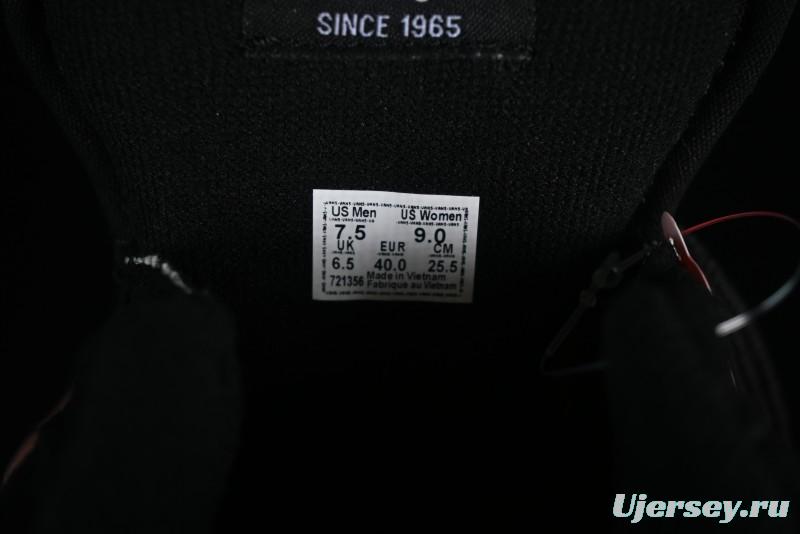 SINCE 1965
US Men US Women
7.5 9.0
UK EUR CM
6.5 40.0 25.5
721356 Made in Vietnam
Fabrique au Vietnam
Ujersey.ru